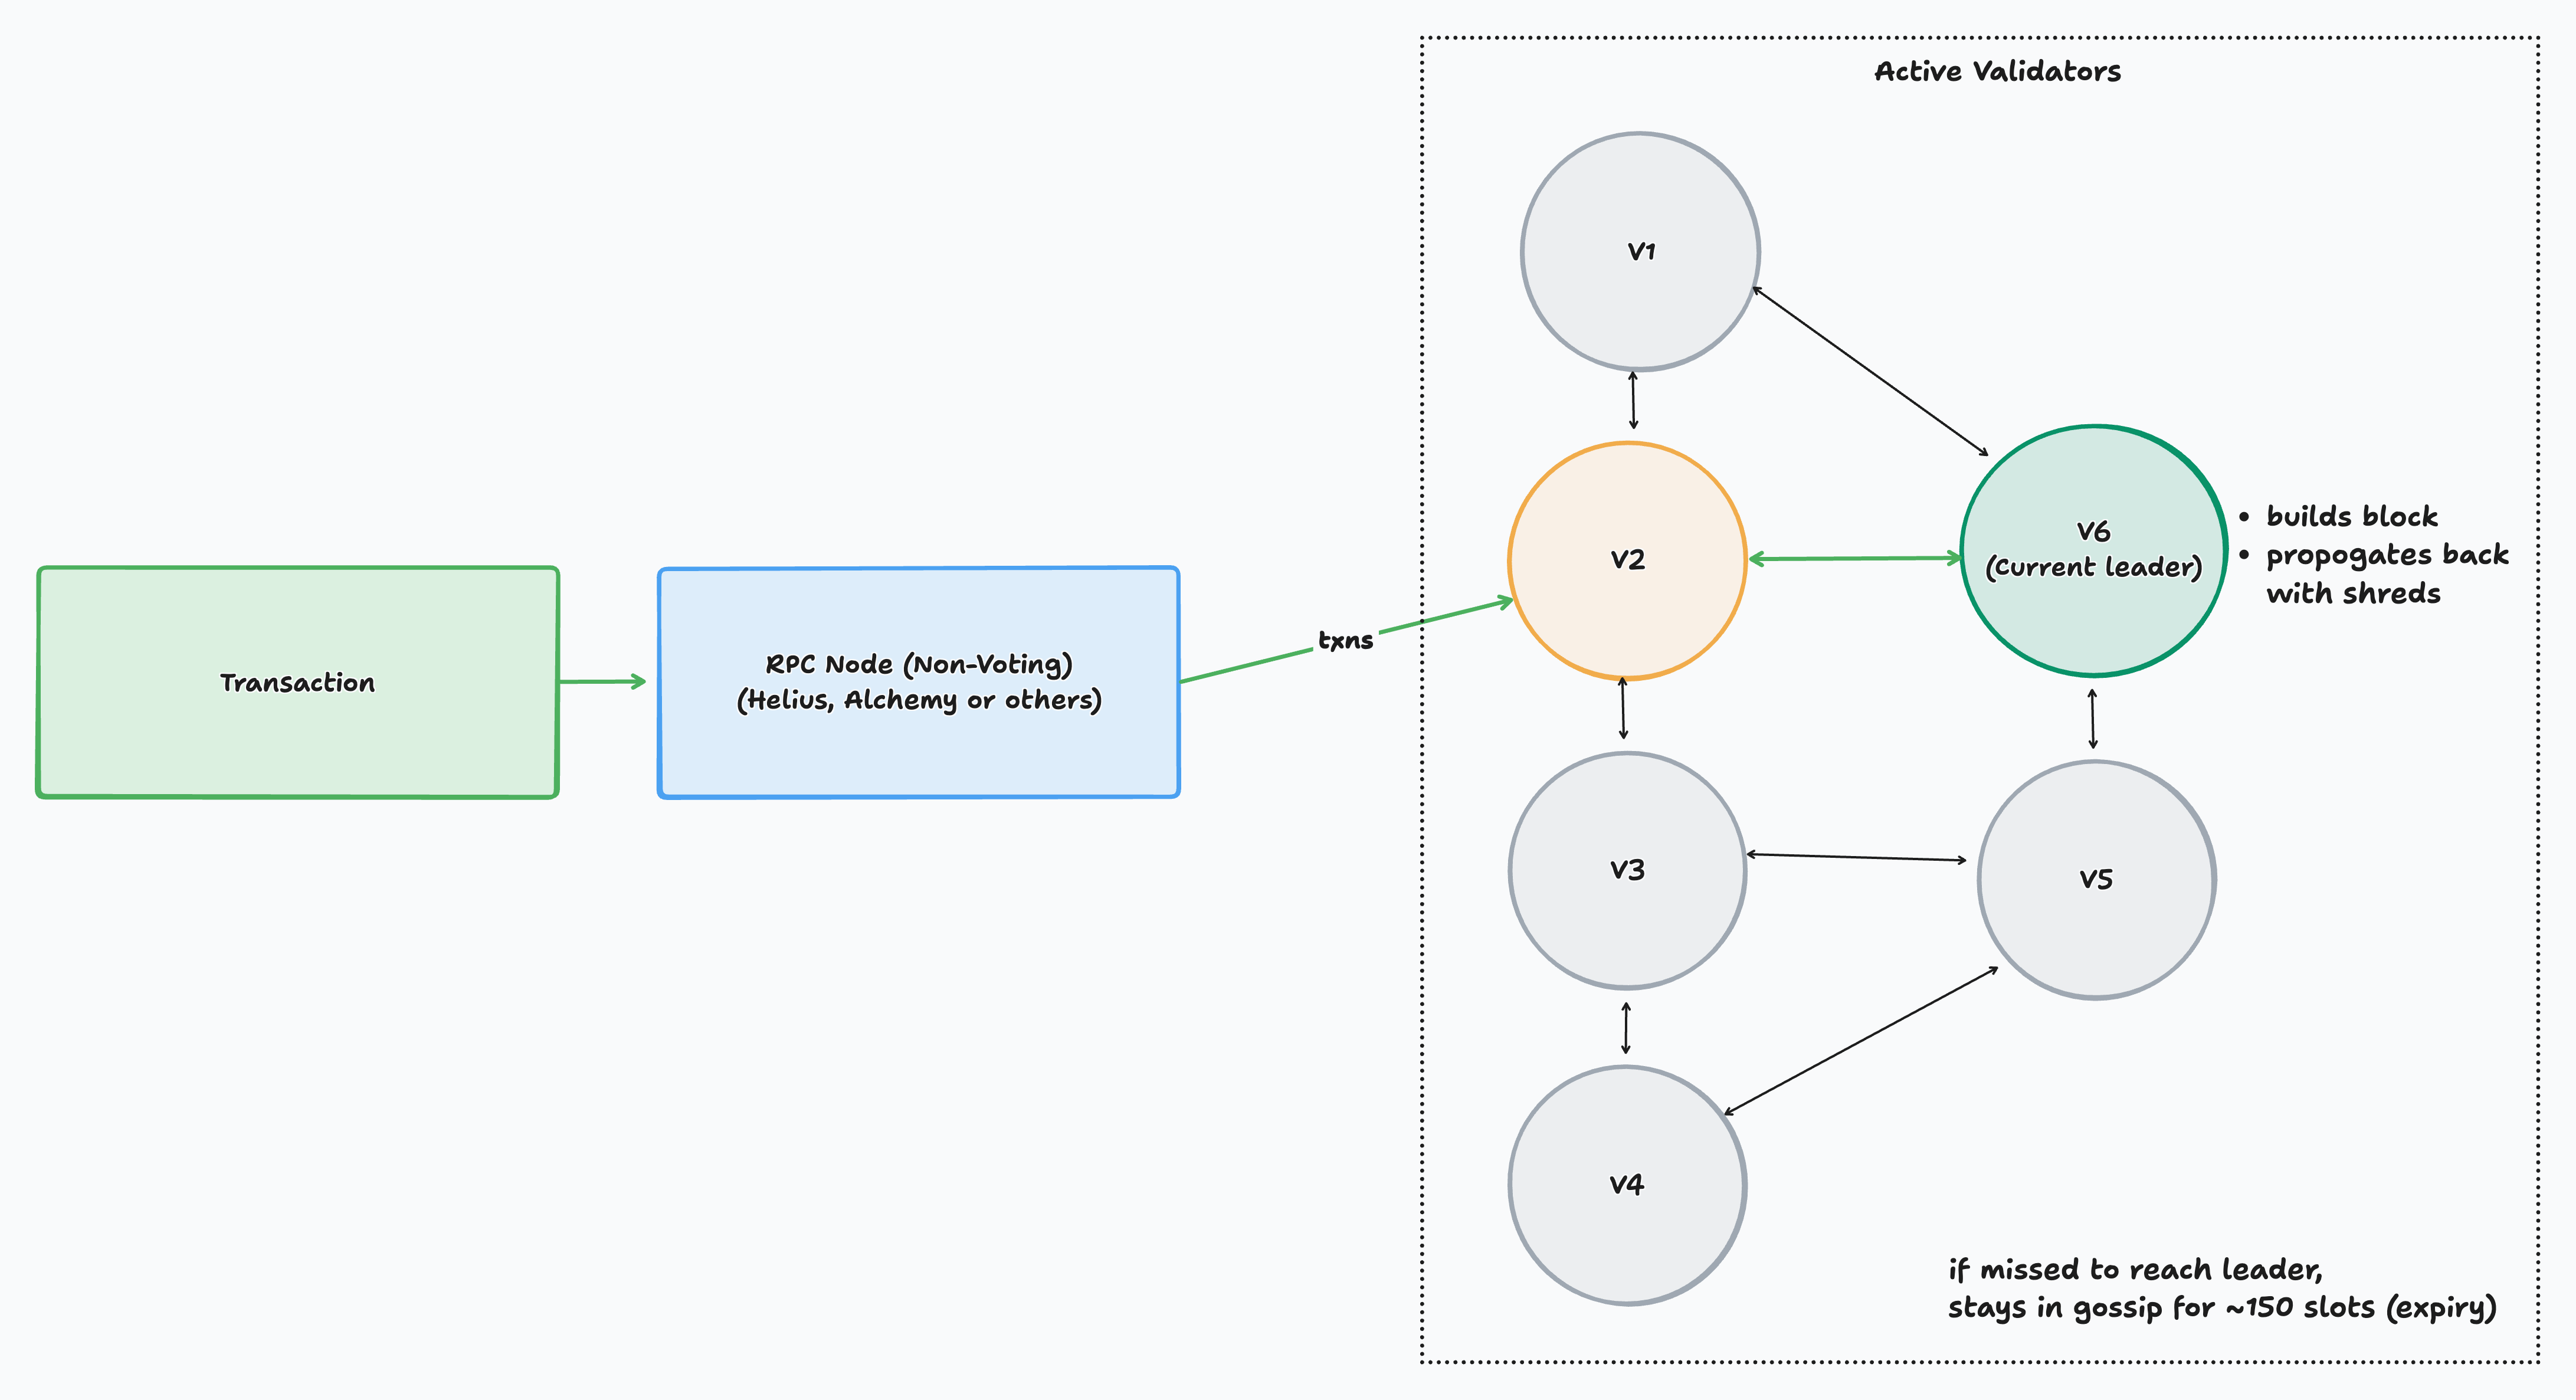 Active Validators
V1
V2
V6
(Current leader)
• builds block
• propogates back
with shreds
txns
Transaction
RPC Node (Non-Voting)
(Helius, Alchemy or others)
V3
V5
V4
if missed to reach leader,
stays in gossip for ~150 slots (expiry)